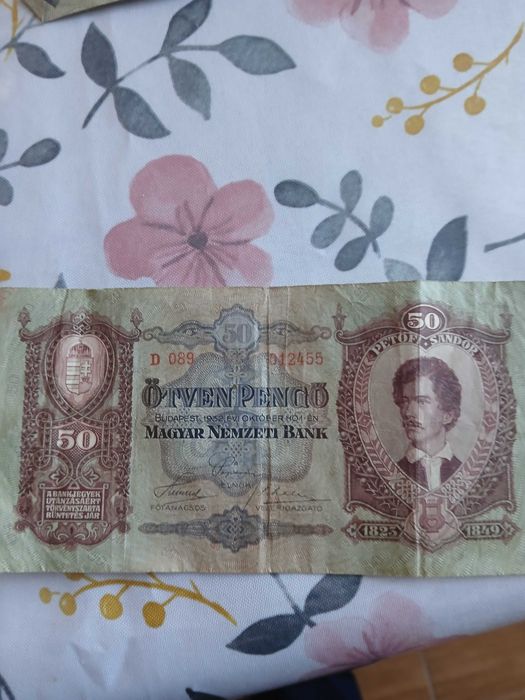 50
PETŐFI SÁNDOR
50
D 089 012455
ÖTVEN PENGŐ
BUDAPEST, 1932. ÉVI OKTÓBER HÓ 1-ÉN
MAGYAR NEMZETI BANK
50
ELNÖK
FŐTANÁCSOS VEZÉRIGAZGATÓ
A BANKJEGYEK
UTÁNZÁSÁÉRT
TÖRVÉNYSZABTA
BÜNTETÉS JÁR
1823 1849